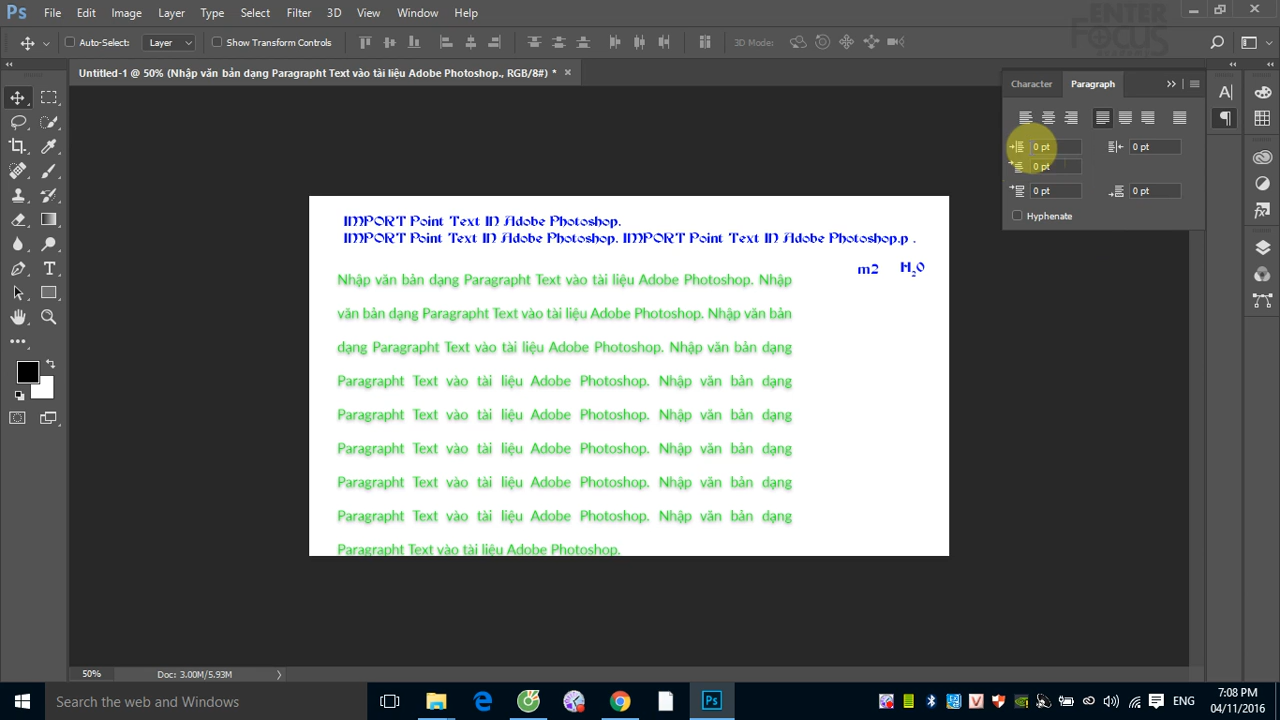 ENTER
FOCUS
Ps File Edit Image Layer Type Select Filter 3D View Window Help
Auto-Select: Layer Show Transform Controls 3D Modes:
Untitled-1 @ 50% (Nhập văn bản dạng Paragrapht Text vào tài liệu Adobe Photoshop., RGB/8#) * ×
Character Paragraph
0 pt 0 pt
0 pt
0 pt 0 pt
Hyphenate
IMPORT Point Text IN Adobe Photoshop.
IMPORT Point Text IN Adobe Photoshop. IMPORT Point Text IN Adobe Photoshop.p .
m2 H2O
Nhập văn bản dạng Paragrapht Text vào tài liệu Adobe Photoshop. Nhập
văn bản dạng Paragrapht Text vào tài liệu Adobe Photoshop. Nhập văn bản
dạng Paragrapht Text vào tài liệu Adobe Photoshop. Nhập văn bản dạng
Paragrapht Text vào tài liệu Adobe Photoshop. Nhập văn bản dạng
Paragrapht Text vào tài liệu Adobe Photoshop. Nhập văn bản dạng
Paragrapht Text vào tài liệu Adobe Photoshop. Nhập văn bản dạng
Paragrapht Text vào tài liệu Adobe Photoshop. Nhập văn bản dạng
Paragrapht Text vào tài liệu Adobe Photoshop. Nhập văn bản dạng
Paragrapht Text vào tài liệu Adobe Photoshop.
50% Doc: 3.00M/5.93M
Search the web and Windows
Ps
ENG
7:08 PM
04/11/2016